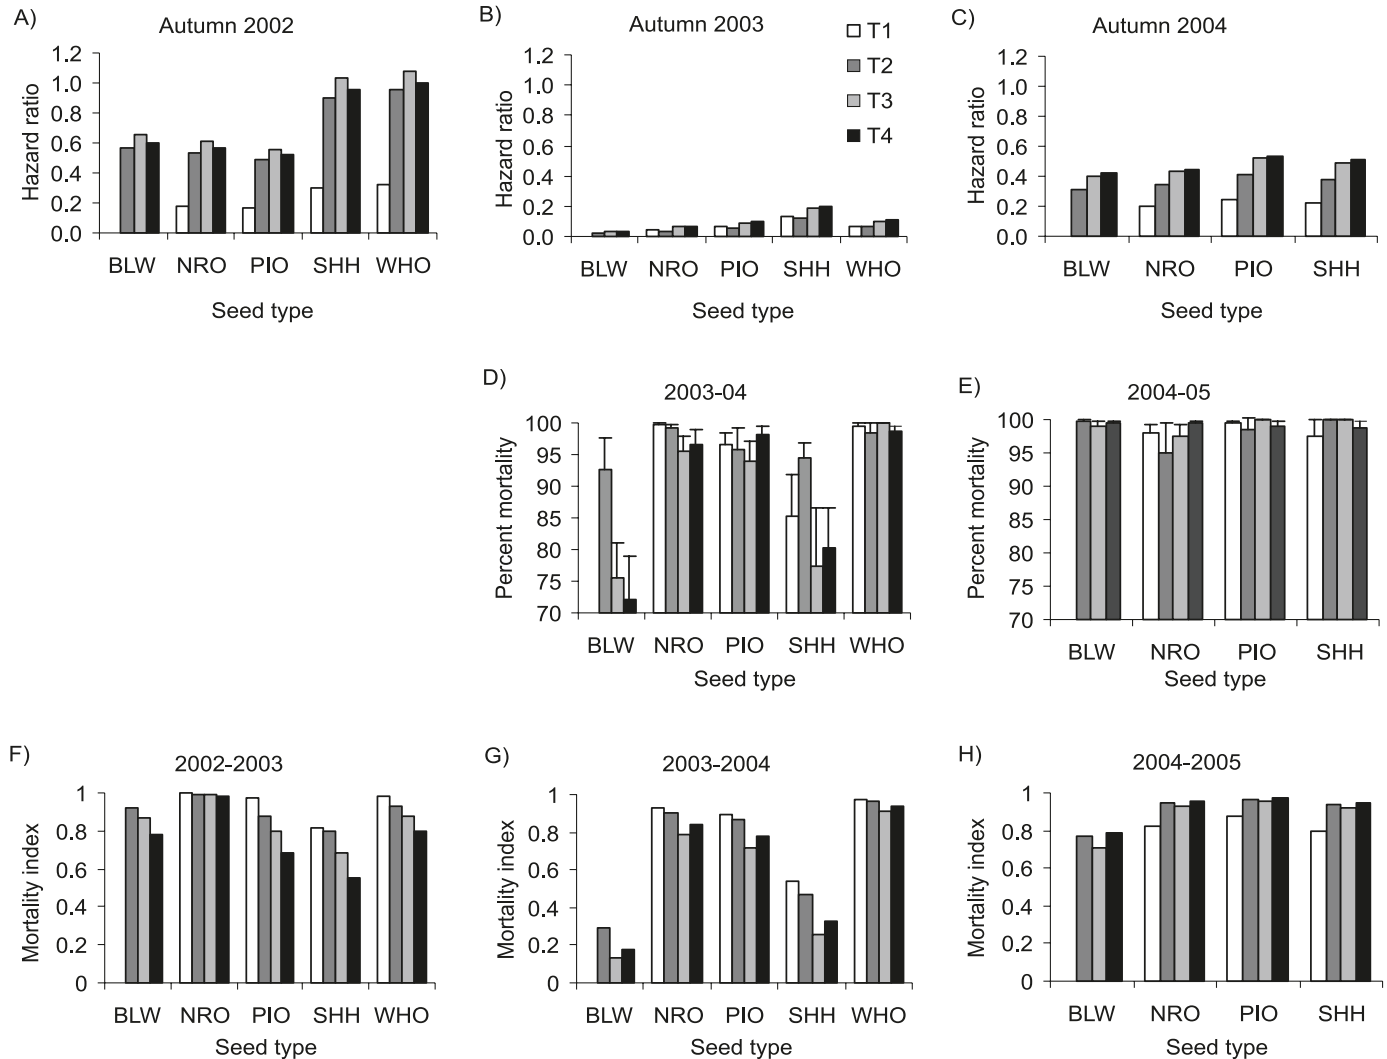 A)
Autumn 2002
Hazard ratio
1.2
1.0
0.8
0.6
0.4
0.2
0.0
BLW NRO PIO SHH WHO
Seed type
B)
Autumn 2003
Hazard ratio
1.2
1.0
0.8
0.6
0.4
0.2
0.0
BLW NRO PIO SHH WHO
Seed type
T1
T2
T3
T4
C)
Autumn 2004
Hazard ratio
1.2
1.0
0.8
0.6
0.4
0.2
0.0
BLW NRO PIO SHH
Seed type
D)
2003-04
Percent mortality
100
95
90
85
80
75
70
BLW NRO PIO SHH WHO
Seed type
E)
2004-05
Percent mortality
100
95
90
85
80
75
70
BLW NRO PIO SHH
Seed type
F)
2002-2003
Mortality index
1
0.8
0.6
0.4
0.2
0
BLW NRO PIO SHH WHO
Seed type
G)
2003-2004
Mortality index
1
0.8
0.6
0.4
0.2
0
BLW NRO PIO SHH WHO
Seed type
H)
2004-2005
Mortality index
1
0.8
0.6
0.4
0.2
0
BLW NRO PIO SHH
Seed type